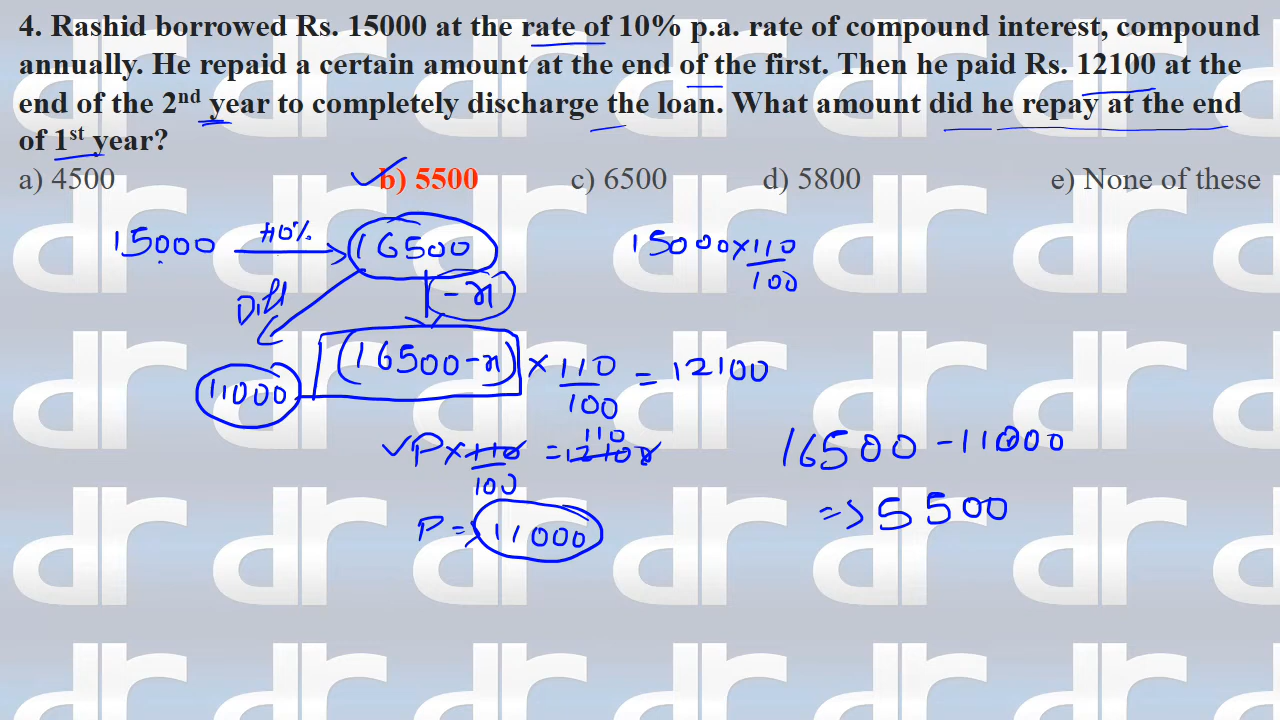 4. Rashid borrowed Rs. 15000 at the rate of 10% p.a. rate of compound interest, compound
annually. He repaid a certain amount at the end of the first. Then he paid Rs. 12100 at the
end of the 2nd year to completely discharge the loan. What amount did he repay at the end
of 1st year?
a) 4500 b) 5500 c) 6500 d) 5800 e) None of these
15000 +10% 16500 15000 × 110/100
Diff - x
11000 (16500 - x) × 110/100 = 12100
P × 110/100 = 12100 110
16500 - 11000
P => 11000
=> 5500
dr